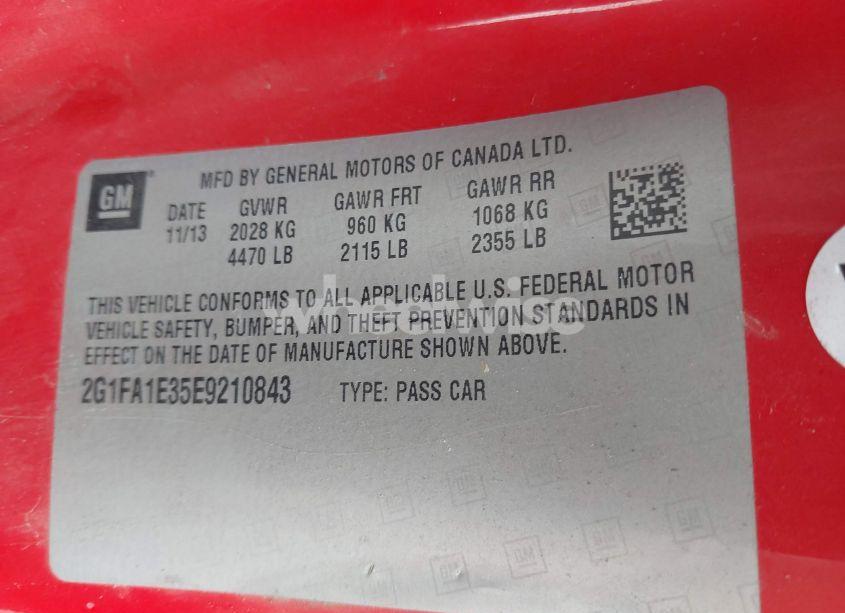 GM
MFD BY GENERAL MOTORS OF CANADA LTD.
DATE GVWR GAWR FRT GAWR RR
11/13 2028 KG 960 KG 1068 KG
4470 LB 2115 LB 2355 LB
THIS VEHICLE CONFORMS TO ALL APPLICABLE U.S. FEDERAL MOTOR
VEHICLE SAFETY, BUMPER, AND THEFT PREVENTION STANDARDS IN
EFFECT ON THE DATE OF MANUFACTURE SHOWN ABOVE.
2G1FA1E35E9210843 TYPE: PASS CAR